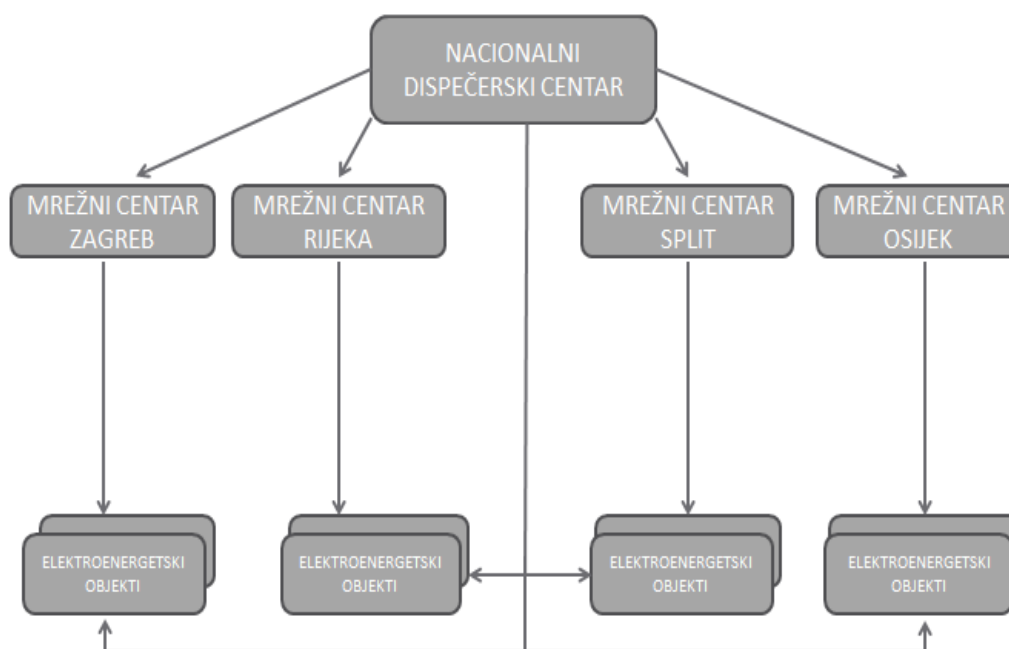 NACIONALNI
DISPEČERSKI CENTAR
MREŽNI CENTAR
ZAGREB
MREŽNI CENTAR
RIJEKA
MREŽNI CENTAR
SPLIT
MREŽNI CENTAR
OSIJEK
ELEKTROENERGETSKI
OBJEKTI
ELEKTROENERGETSKI
OBJEKTI
ELEKTROENERGETSKI
OBJEKTI
ELEKTROENERGETSKI
OBJEKTI